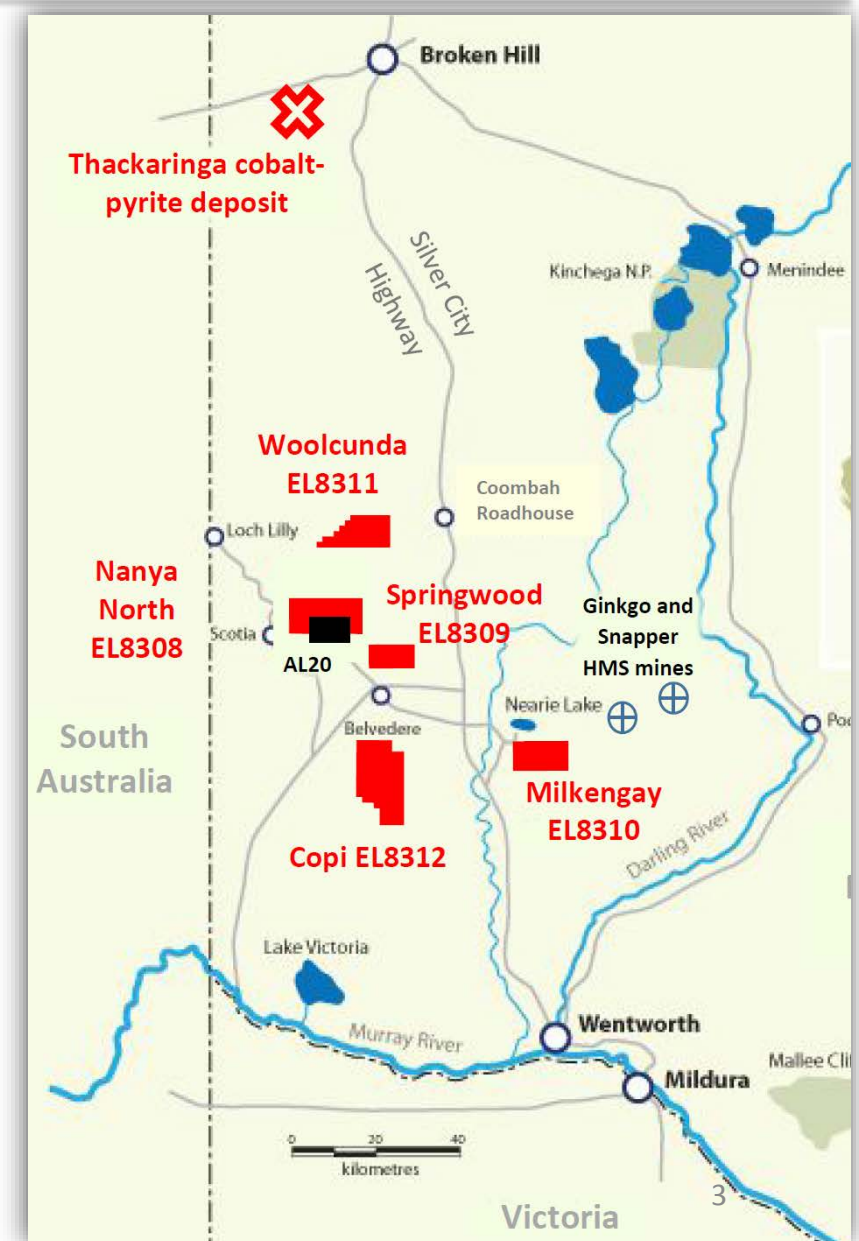 Broken Hill
Thackaringa cobalt-
pyrite deposit
Silver City
Highway
Kinchega N.P.
Menindee
Woolcunda
EL8311
Coombah
Roadhouse
Loch Lilly
Nanya
North
EL8308
Springwood
EL8309
Ginkgo and
Snapper
HMS mines
Scotia
AL20
Nearie Lake
Belvedere
South
Australia
Milkengay
EL8310
Copi EL8312
Darling River
Lake Victoria
Murray River
Wentworth
Mildura
Mallee
0 20 40
kilometres
3
Victoria